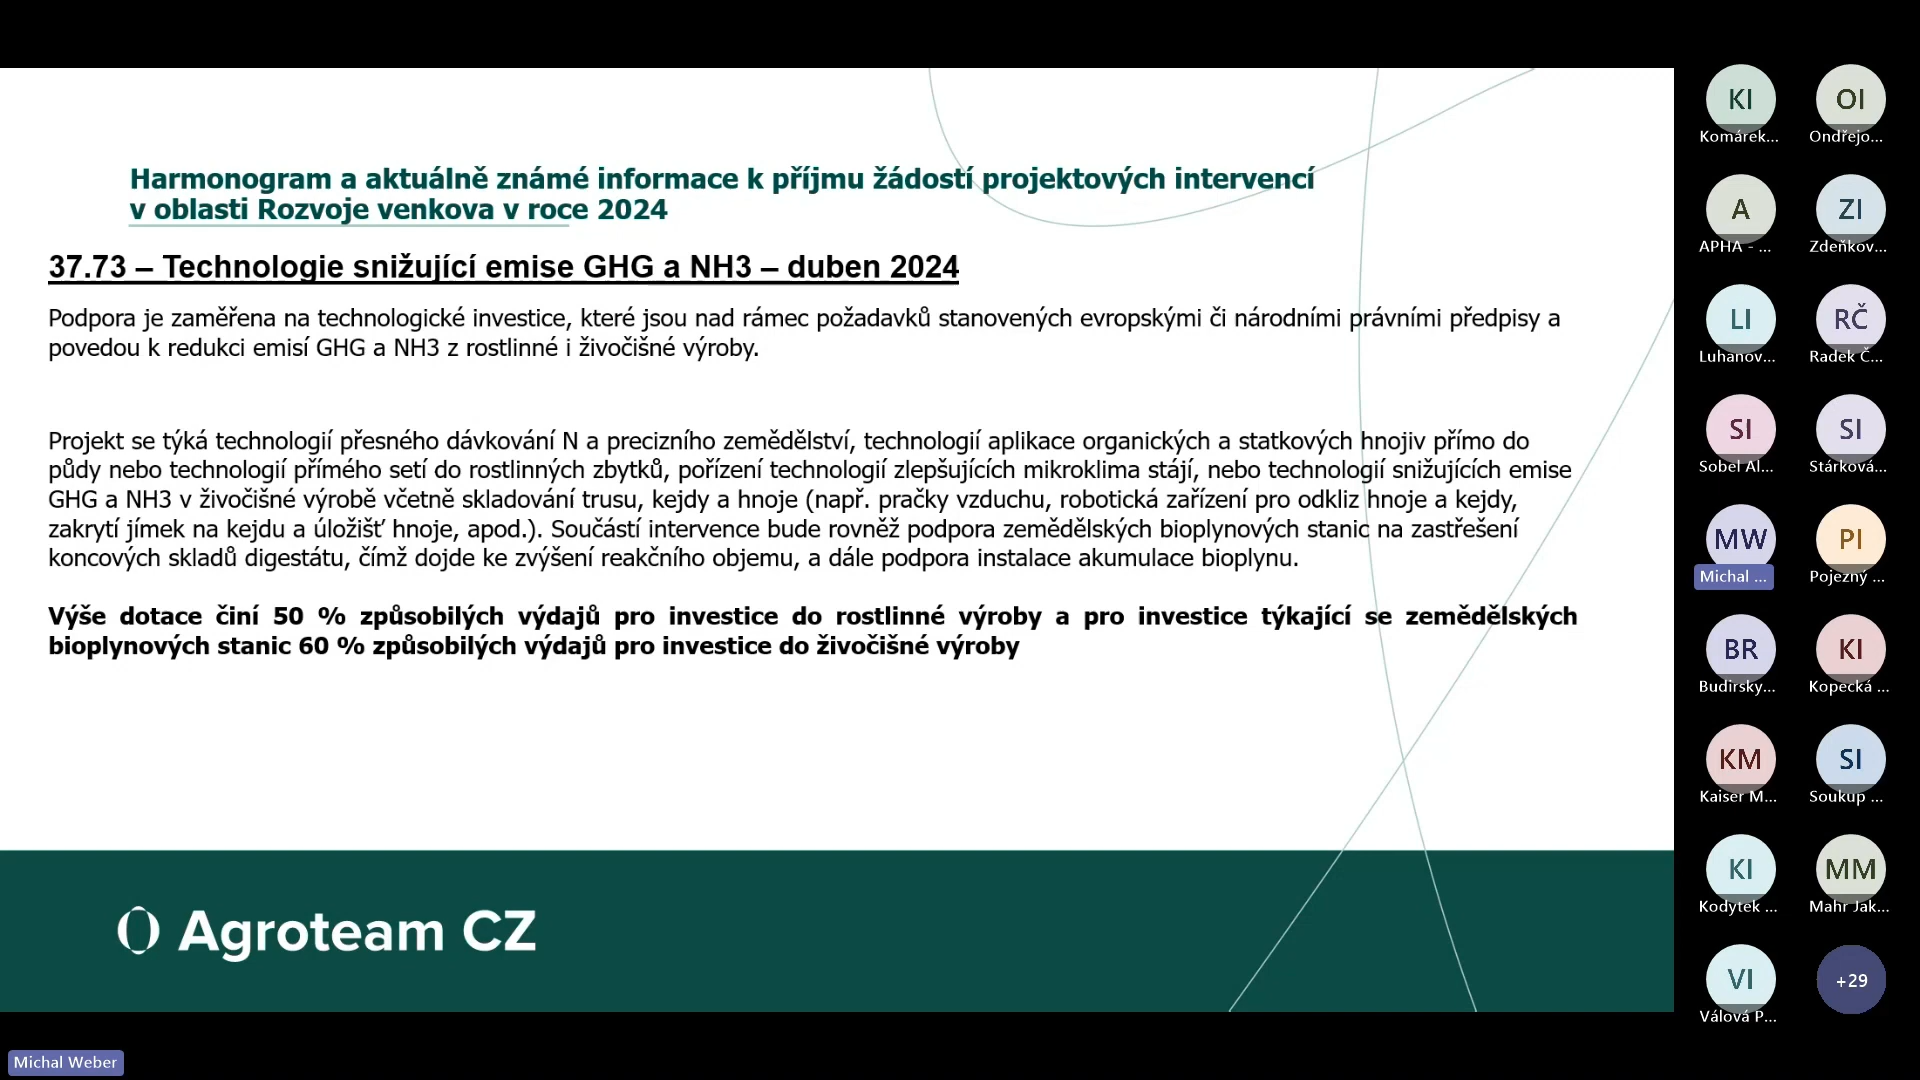 Harmonogram a aktuálně známé informace k příjmu žádostí projektových intervencí
v oblasti Rozvoje venkova v roce 2024
37.73 – Technologie snižující emise GHG a NH3 – duben 2024
Podpora je zaměřena na technologické investice, které jsou nad rámec požadavků stanovených evropskými či národními právními předpisy a
povedou k redukci emisí GHG a NH3 z rostlinné i živočišné výroby.
Projekt se týká technologií přesného dávkování N a precizního zemědělství, technologií aplikace organických a statkových hnojiv přímo do
půdy nebo technologií přímého setí do rostlinných zbytků, pořízení technologií zlepšujících mikroklima stájí, nebo technologií snižujících emise
GHG a NH3 v živočišné výrobě včetně skladování trusu, kejdy a hnoje (např. pračky vzduchu, robotická zařízení pro odkliz hnoje a kejdy,
zakrytí jímek na kejdu a úložišť hnoje, apod.). Součástí intervence bude rovněž podpora zemědělských bioplynových stanic na zastřešení
koncových skladů digestátu, čímž dojde ke zvýšení reakčního objemu, a dále podpora instalace akumulace bioplynu.
Výše dotace činí 50 % způsobilých výdajů pro investice do rostlinné výroby a pro investice týkající se zemědělských
bioplynových stanic 60 % způsobilých výdajů pro investice do živočišné výroby
Agroteam CZ
Michal Weber
KI OI
Komárek... Ondřejo...
A ZI
APHA - ... Zdeňkov...
LI RČ
Luhanov... Radek Č...
SI SI
Sobel Al... Stárková...
MW PI
Michal ... Pojezný ...
BR KI
Budirsky... Kopecká ...
KM SI
Kaiser M... Soukup ...
KI MM
Kodytek ... Mahr Jak...
VI +29
Válová P...